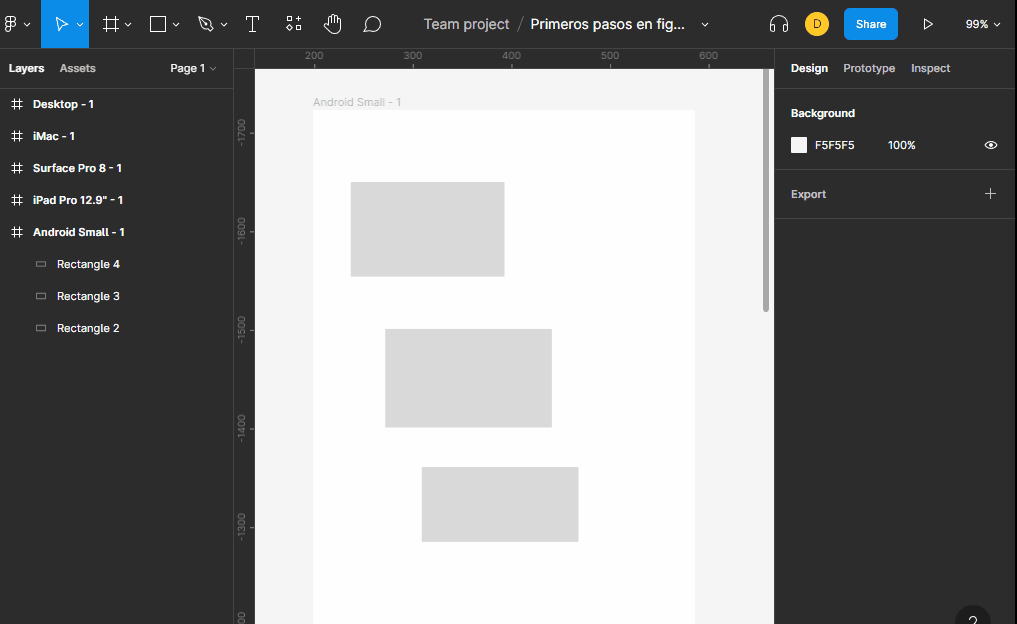 Team project / Primeros pasos en fig...
D
Share
99%
Layers
Assets
Page 1
200
300
400
500
600
Design
Prototype
Inspect
Desktop - 1
iMac - 1
Surface Pro 8 - 1
iPad Pro 12.9" - 1
Android Small - 1
Rectangle 4
Rectangle 3
Rectangle 2
-1700
-1600
-1500
-1400
-1300
Android Small - 1
Background
F5F5F5
100%
Export
?